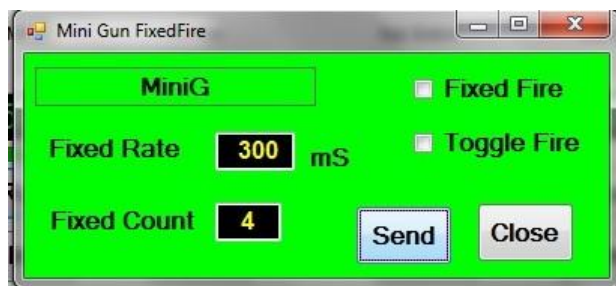 Mini Gun FixedFire
MiniG
Fixed Fire
Fixed Rate 300 mS
Toggle Fire
Fixed Count 4
Send Close